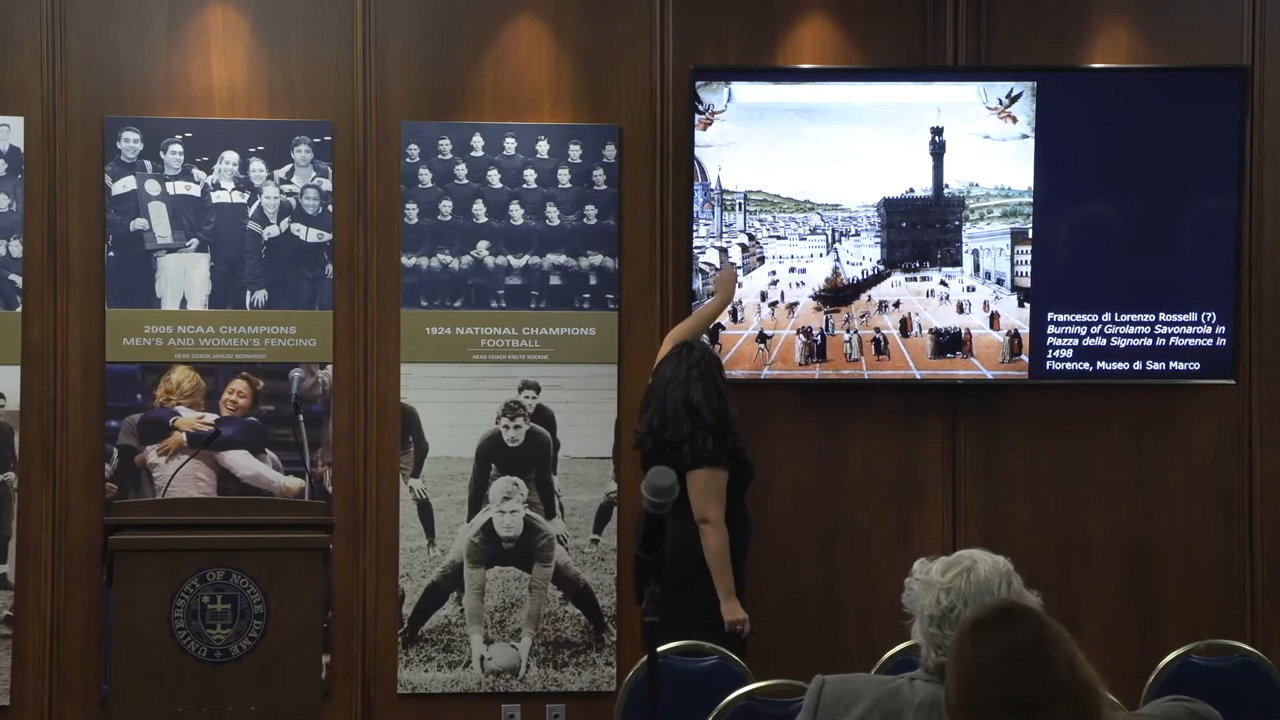 2005 NCAA CHAMPIONS
MEN'S AND WOMEN'S FENCING
HEAD COACH JANUSZ BEDNARSKI
1924 NATIONAL CHAMPIONS
FOOTBALL
HEAD COACH KNUTE ROCKNE
Francesco di Lorenzo Rosselli (?)
Burning of Girolamo Savonarola in
Piazza della Signoria in Florence in
1498
Florence, Museo di San Marco
UNIVERSITY OF NOTRE DAME